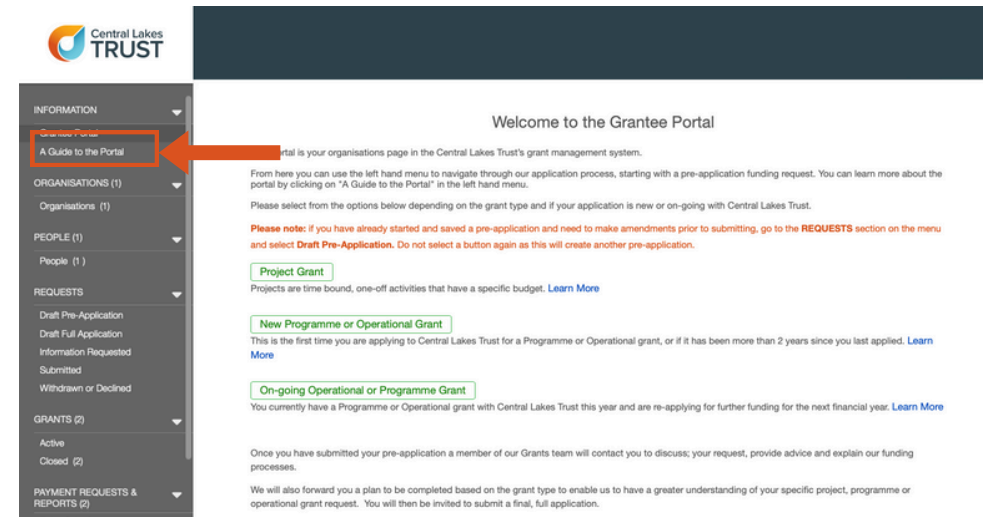 Central Lakes
TRUST
INFORMATION
Grantee Portal
A Guide to the Portal
ORGANISATIONS (1)
Organisations (1)
PEOPLE (1)
People (1 )
REQUESTS
Draft Pre-Application
Draft Full Application
Information Requested
Submitted
Withdrawn or Declined
GRANTS (2)
Active
Closed (2)
PAYMENT REQUESTS &
REPORTS (2)
Welcome to the Grantee Portal
is your organisations page in the Central Lakes Trust's grant management system.
From here you can use the left hand menu to navigate through our application process, starting with a pre-application funding request. You can learn more about the
portal by clicking on "A Guide to the Portal" in the left hand menu.
Please select from the options below depending on the grant type and if your application is new or on-going with Central Lakes Trust.
Please note: if you have already started and saved a pre-application and need to make amendments prior to submitting, go to the REQUESTS section on the menu
and select Draft Pre-Application. Do not select a button again as this will create another pre-application.
Project Grant
Projects are time bound, one-off activities that have a specific budget. Learn More
New Programme or Operational Grant
This is the first time you are applying to Central Lakes Trust for a Programme or Operational grant, or if it has been more than 2 years since you last applied. Learn
More
On-going Operational or Programme Grant
You currently have a Programme or Operational grant with Central Lakes Trust this year and are re-applying for further funding for the next financial year. Learn More
Once you have submitted your pre-application a member of our Grants team will contact you to discuss; your request, provide advice and explain our funding
processes.
We will also forward you a plan to be completed based on the grant type to enable us to have a greater understanding of your specific project, programme or
operational grant request. You will then be invited to submit a final, full application.